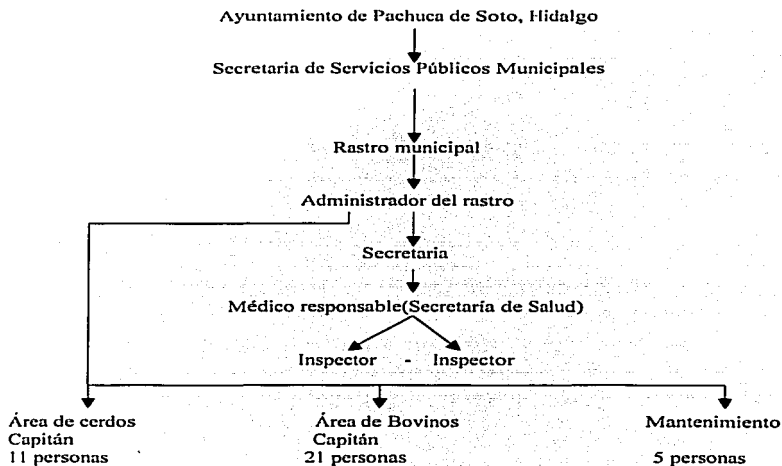 Ayuntamiento de Pachuca de Soto, Hidalgo
Secretaria de Servicios Públicos Municipales
Rastro municipal
Administrador del rastro
Secretaria
Médico responsable(Secretaría de Salud)
Inspector - Inspector
Área de cerdos Área de Bovinos Mantenimiento
Capitán Capitán
11 personas 21 personas 5 personas